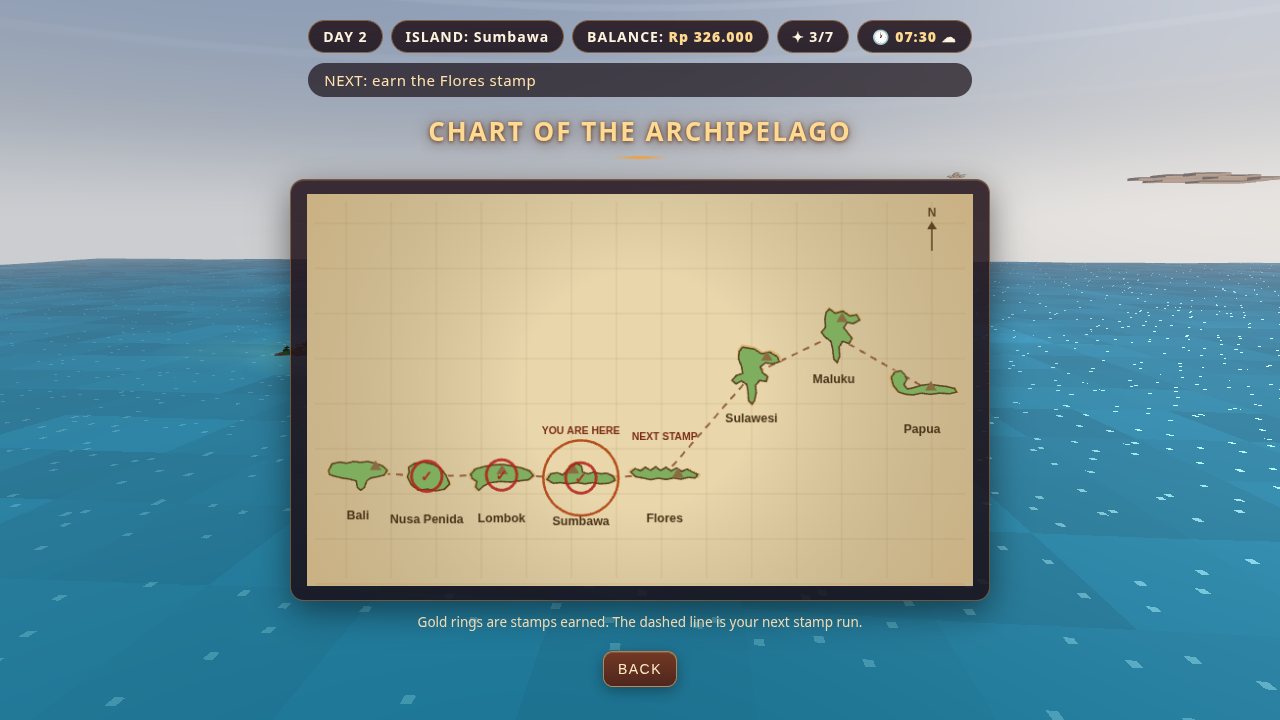 DAY 2
ISLAND: Sumbawa
BALANCE: Rp 326.000
✦ 3/7
07:30
NEXT: earn the Flores stamp
CHART OF THE ARCHIPELAGO
N
Maluku
Sulawesi
Papua
YOU ARE HERE
NEXT STAMP
Bali
Nusa Penida
Lombok
Sumbawa
Flores
Gold rings are stamps earned. The dashed line is your next stamp run.
BACK